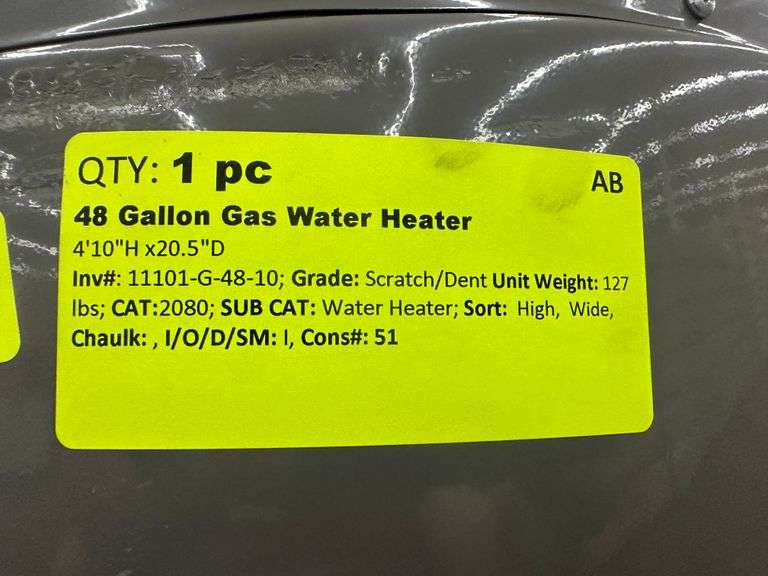 QTY: 1 pc
AB
48 Gallon Gas Water Heater
4'10"H x20.5"D
Inv#: 11101-G-48-10; Grade: Scratch/Dent Unit Weight: 127
lbs; CAT:2080; SUB CAT: Water Heater; Sort: High, Wide,
Chaulk: , I/O/D/SM: I, Cons#: 51